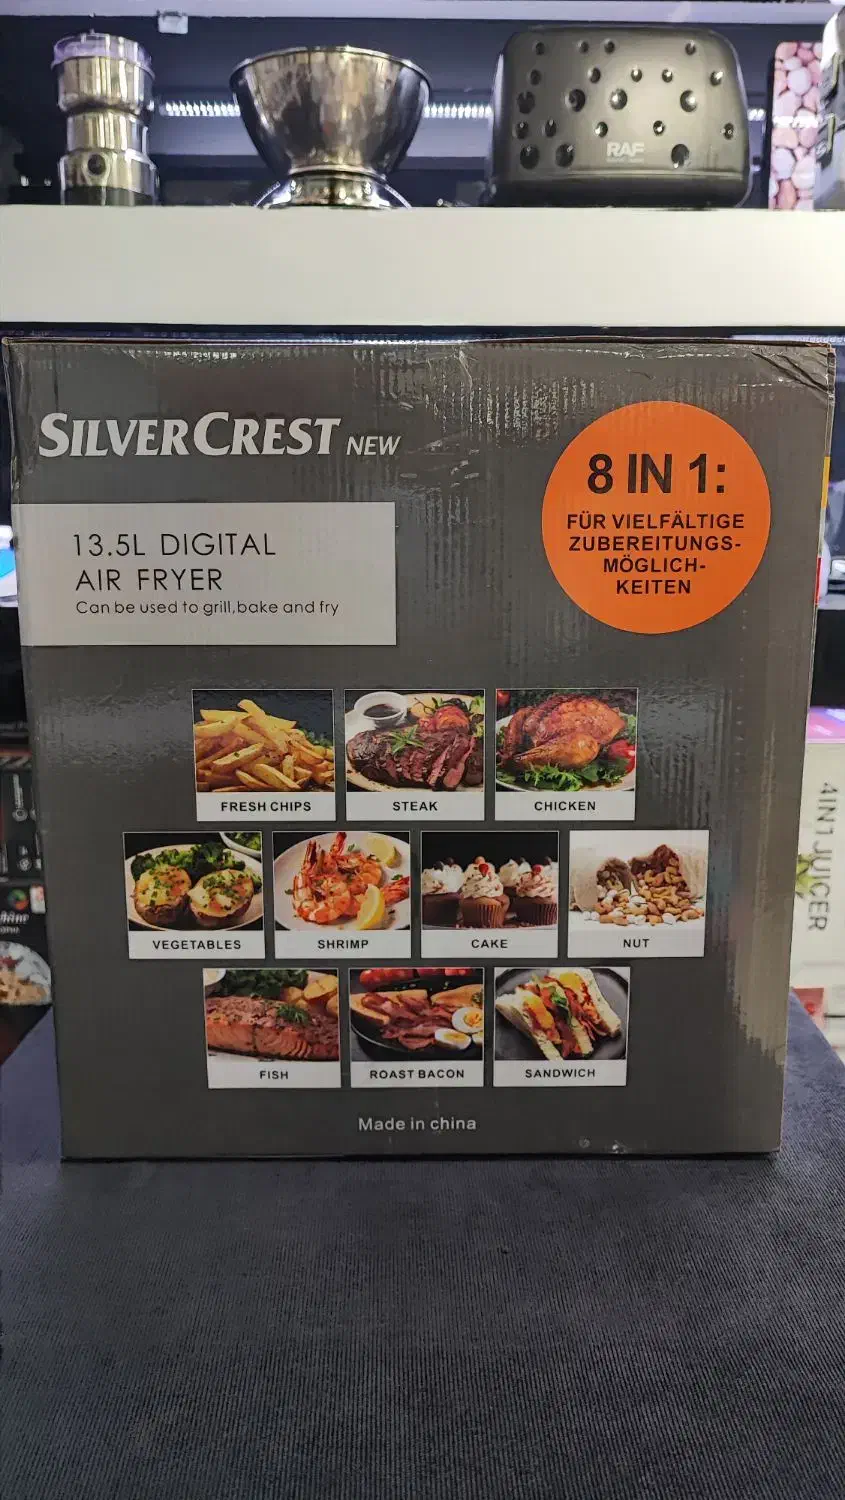 RAF
SILVERCREST NEW
8 IN 1:
FÜR VIELFÄLTIGE
ZUBEREITUNGS-
MÖGLICH-
KEITEN
13.5L DIGITAL
AIR FRYER
Can be used to grill,bake and fry
FRESH CHIPS
STEAK
CHICKEN
VEGETABLES
SHRIMP
CAKE
NUT
FISH
ROAST BACON
SANDWICH
Made in china
4IN1 JUICER